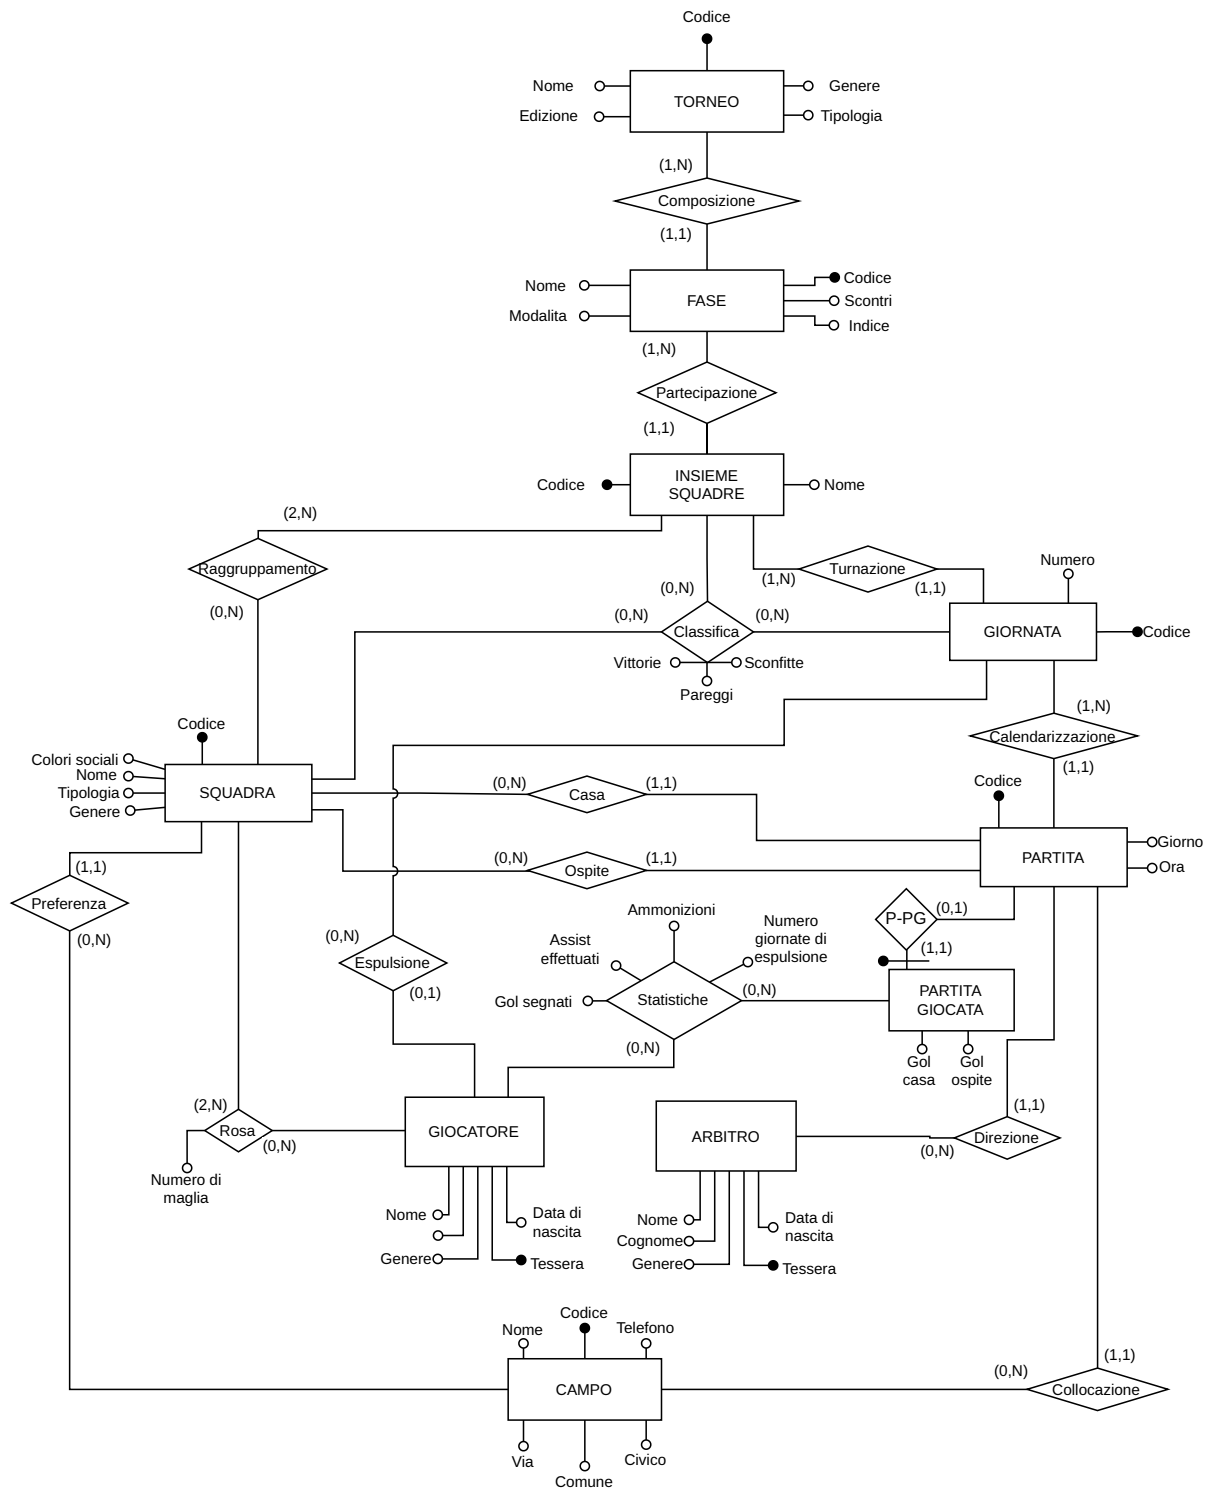 Codice
Nome
Genere
TORNEO
Edizione
Tipologia
(1,N)
Composizione
(1,1)
Codice
Nome
FASE
Scontri
Modalita
Indice
(1,N)
Partecipazione
(1,1)
INSIEME
SQUADRE
Codice
Nome
(2,N)
Raggruppamento
(0,N)
Turnazione
(1,N)
(1,1)
Numero
(0,N)
(0,N)
(0,N)
Classifica
GIORNATA
Codice
Vittorie
Sconfitte
Pareggi
(1,N)
Calendarizzazione
(1,1)
Codice
Colori sociali
Nome
Tipologia
Genere
SQUADRA
(0,N)
Casa
(1,1)
Codice
PARTITA
Giorno
Ora
(0,N)
Ospite
(1,1)
(1,1)
Preferenza
(0,N)
P-PG
(0,1)
(1,1)
Ammonizioni
Numero
giornate di
espulsione
Assist
effettuati
Gol segnati
Statistiche
(0,N)
(0,N)
(0,N)
Espulsione
(0,1)
PARTITA
GIOCATA
Gol
casa
Gol
ospite
(2,N)
Rosa
(0,N)
Numero di
maglia
GIOCATORE
ARBITRO
(1,1)
Direzione
(0,N)
Nome
Genere
Data di
nascita
Tessera
Nome
Cognome
Genere
Data di
nascita
Tessera
Codice
Nome
Telefono
CAMPO
Via
Comune
Civico
(0,N)
(1,1)
Collocazione